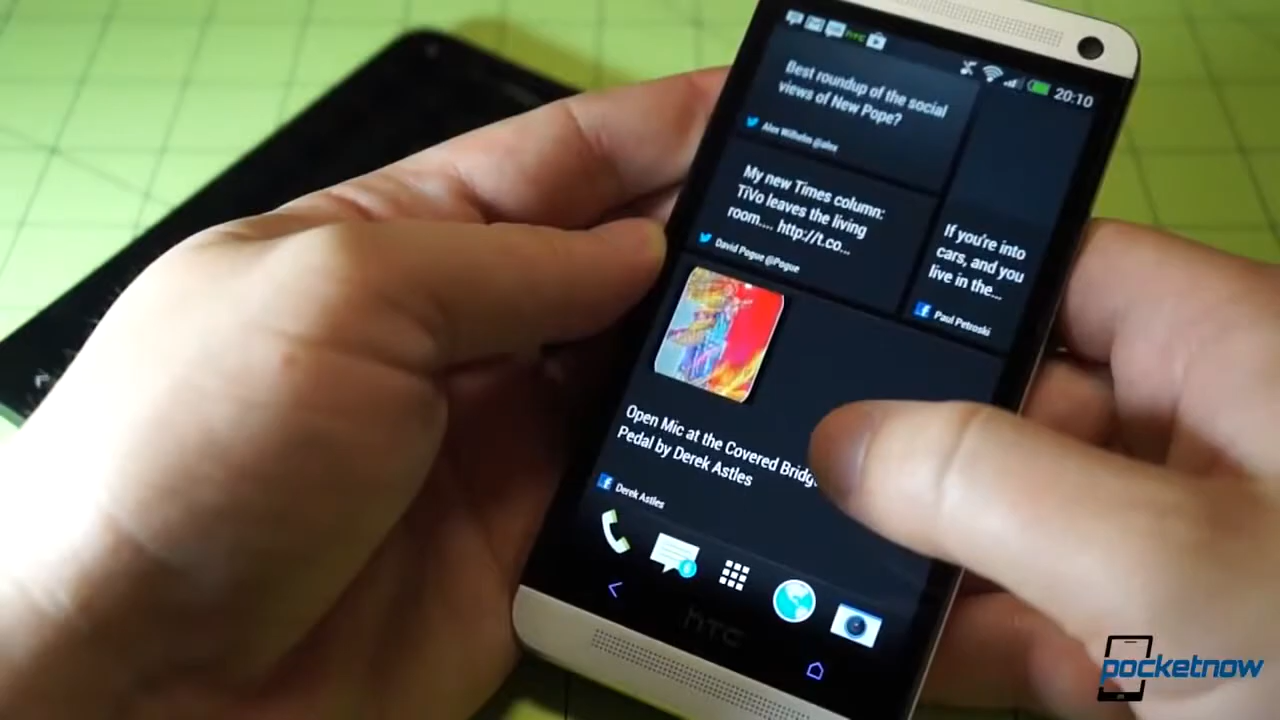 20:10
Best roundup of the social
views of New Pope?
Alex Wilhelm @alex
My new Times column:
TiVo leaves the living
room.... http://t.co...
David Pogue @Pogue
If you're into
cars, and you
live in the...
Paul Petroski
Open Mic at the Covered Bridge
Pedal by Derek Astles
Derek Astles
hTC
pocketnow